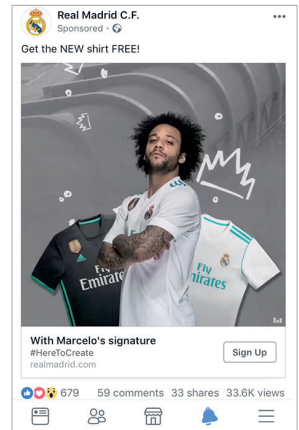 Real Madrid C.F.
Sponsored ·
Get the NEW shirt FREE!
Fly
Emirates
Fly
Emirates
With Marcelo's signature
#HereToCreate
realmadrid.com
Sign Up
679
59 comments 33 shares 33.6K views